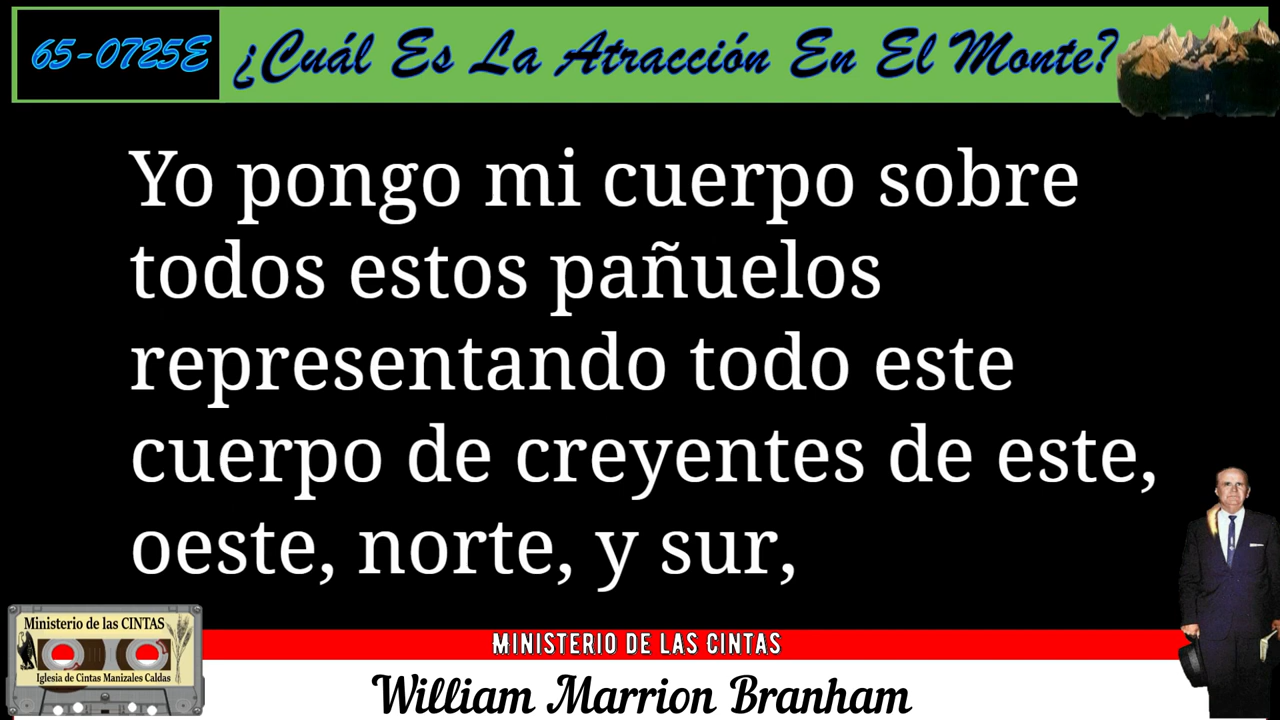 65-0725E ¿Cuál Es La Atracción En El Monte?
Yo pongo mi cuerpo sobre
todos estos pañuelos
representando todo este
cuerpo de creyentes de este,
oeste, norte, y sur,
Ministerio de las CINTAS
Iglesia de Cintas Manizales Caldas
MINISTERIO DE LAS CINTAS
William Marrion Branham